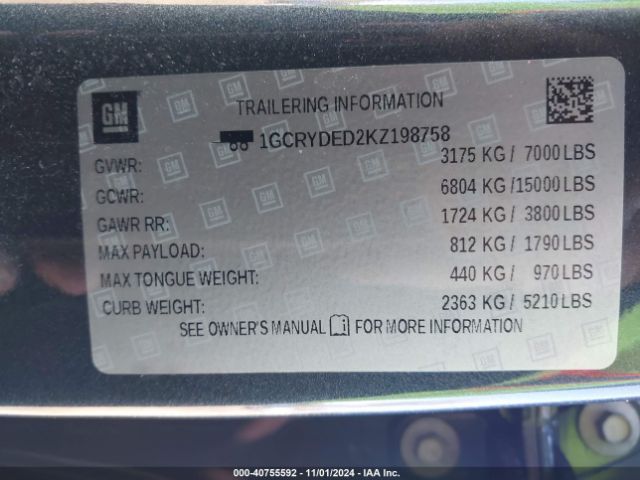 GM
TRAILERING INFORMATION
1GCRYDED2KZ198758
GVWR: 3175 KG / 7000 LBS
GCWR: 6804 KG /15000 LBS
GAWR RR: 1724 KG / 3800 LBS
MAX PAYLOAD: 812 KG / 1790 LBS
MAX TONGUE WEIGHT: 440 KG / 970 LBS
CURB WEIGHT: 2363 KG / 5210 LBS
SEE OWNER'S MANUAL i FOR MORE INFORMATION
000-40755592 - 11/01/2024 - IAA Inc.